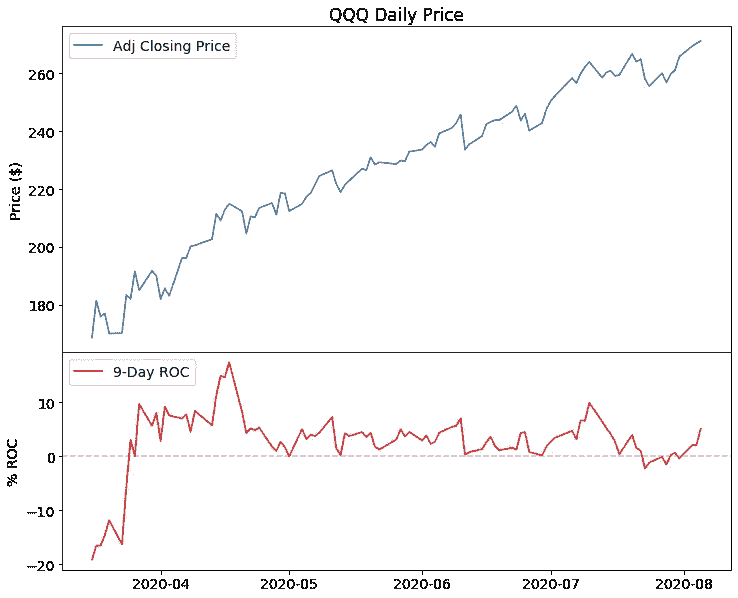 QQQ Daily Price
Adj Closing Price
260
240
220
200
180
Price ($)
9-Day ROC
10
0
−10
−20
% ROC
2020-04 2020-05 2020-06 2020-07 2020-08